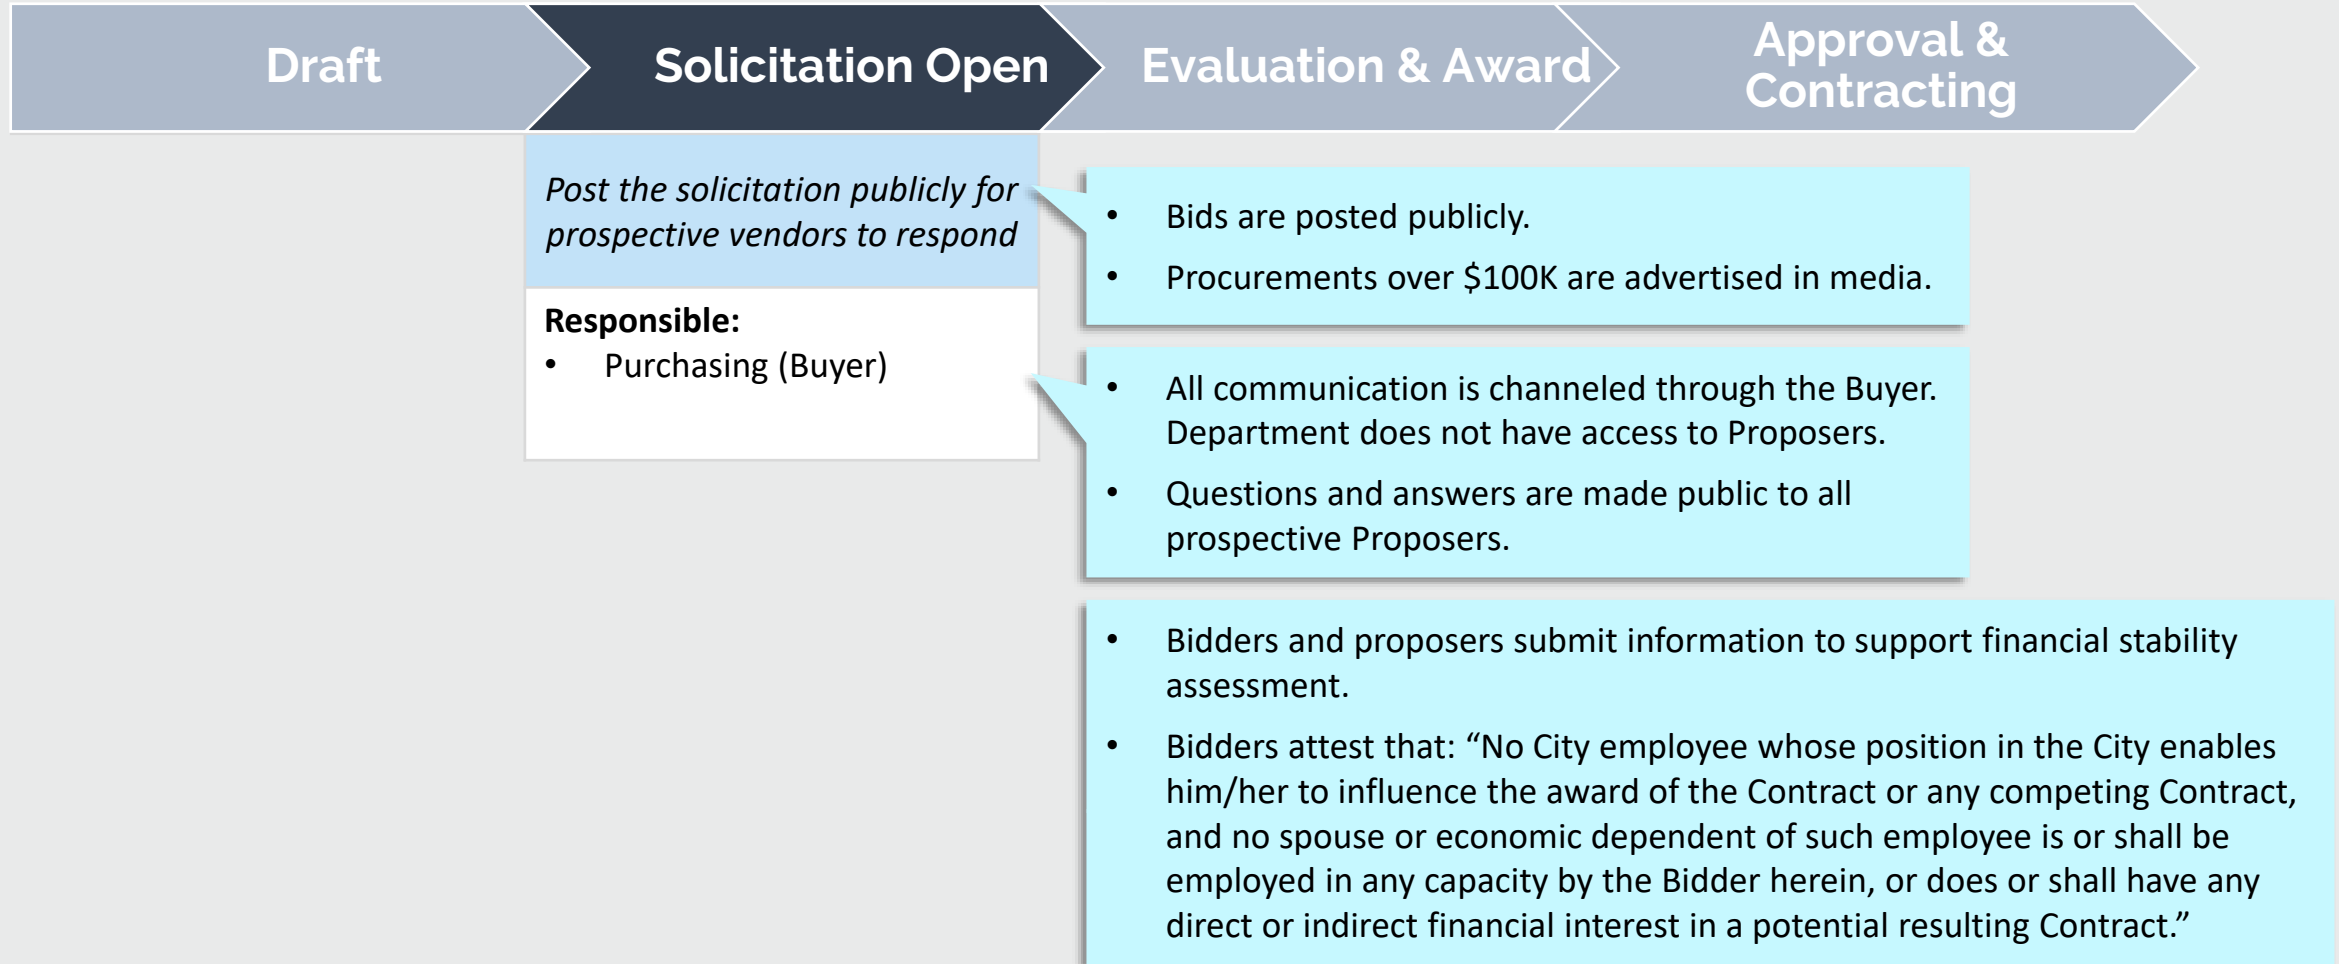 Draft
Solicitation Open
Evaluation & Award
Approval &
Contracting
Post the solicitation publicly for
prospective vendors to respond
Responsible:
• Purchasing (Buyer)
• Bids are posted publicly.
• Procurements over $100K are advertised in media.
• All communication is channeled through the Buyer.
Department does not have access to Proposers.
• Questions and answers are made public to all
prospective Proposers.
• Bidders and proposers submit information to support financial stability
assessment.
• Bidders attest that: “No City employee whose position in the City enables
him/her to influence the award of the Contract or any competing Contract,
and no spouse or economic dependent of such employee is or shall be
employed in any capacity by the Bidder herein, or does or shall have any
direct or indirect financial interest in a potential resulting Contract.”